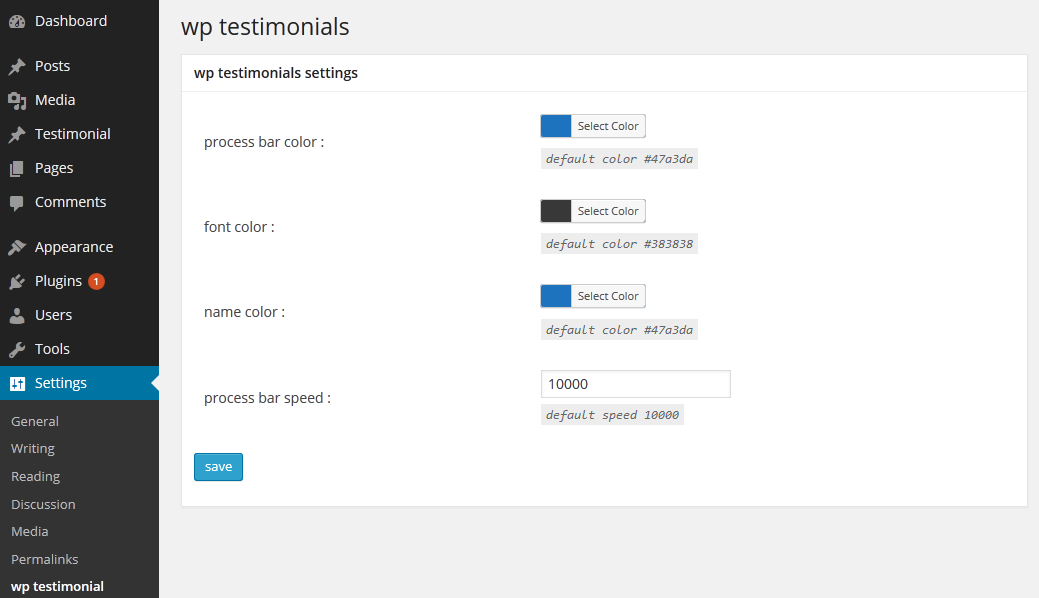 Dashboard
Posts
Media
Testimonial
Pages
Comments
Appearance
Plugins 1
Users
Tools
Settings
General
Writing
Reading
Discussion
Media
Permalinks
wp testimonial
wp testimonials
wp testimonials settings
process bar color :
Select Color
default color #47a3da
font color :
Select Color
default color #383838
name color :
Select Color
default color #47a3da
process bar speed :
10000
default speed 10000
save